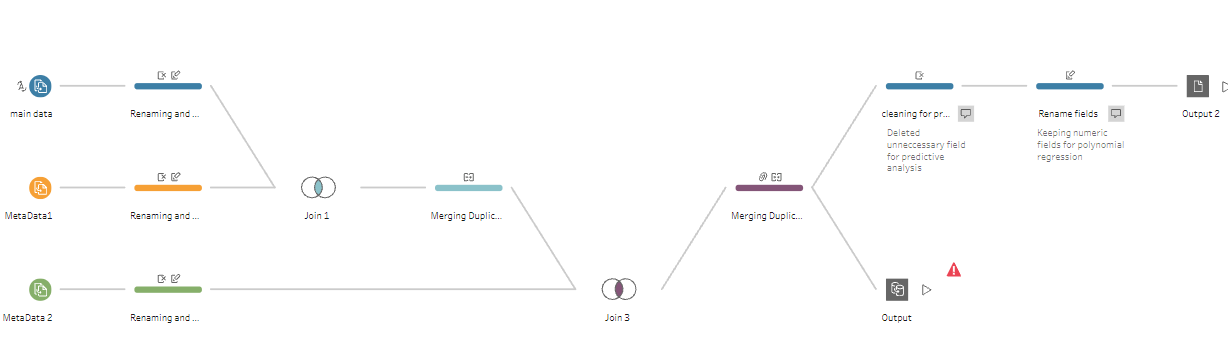 main data
Renaming and ...
cleaning for pr...
Rename fields
Output 2
Deleted
unneccessary field
for predictive
analysis
Keeping numeric
fields for polynomial
regression
MetaData1
Renaming and ...
Join 1
Merging Duplic...
Merging Duplic...
MetaData 2
Renaming and ...
Join 3
Output